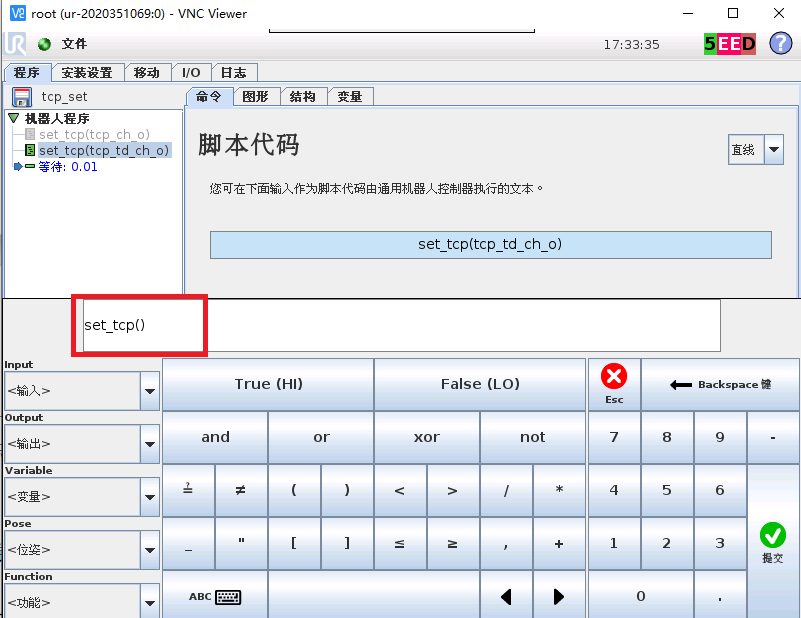 root (ur-2020351069:0) - VNC Viewer
文件
17:33:35
5EED
?
程序 安装设置 移动 I/O 日志
tcp_set
命令 图形 结构 变量
机器人程序
set_tcp(tcp_ch_o)
set_tcp(tcp_td_ch_o)
等待: 0.01
脚本代码
直线
您可在下面输入作为脚本代码由通用机器人控制器执行的文本。
set_tcp(tcp_td_ch_o)
set_tcp()
Input
<输入>
True (HI) False (LO) Esc Backspace 键
Output
<输出>
and or xor not 7 8 9 -
Variable
<变量>
≟ ≠ ( ) < > / * 4 5 6
Pose
<位姿>
_ " [ ] ≤ ≥ , + 1 2 3
提交
Function
<功能>
ABC 0 .